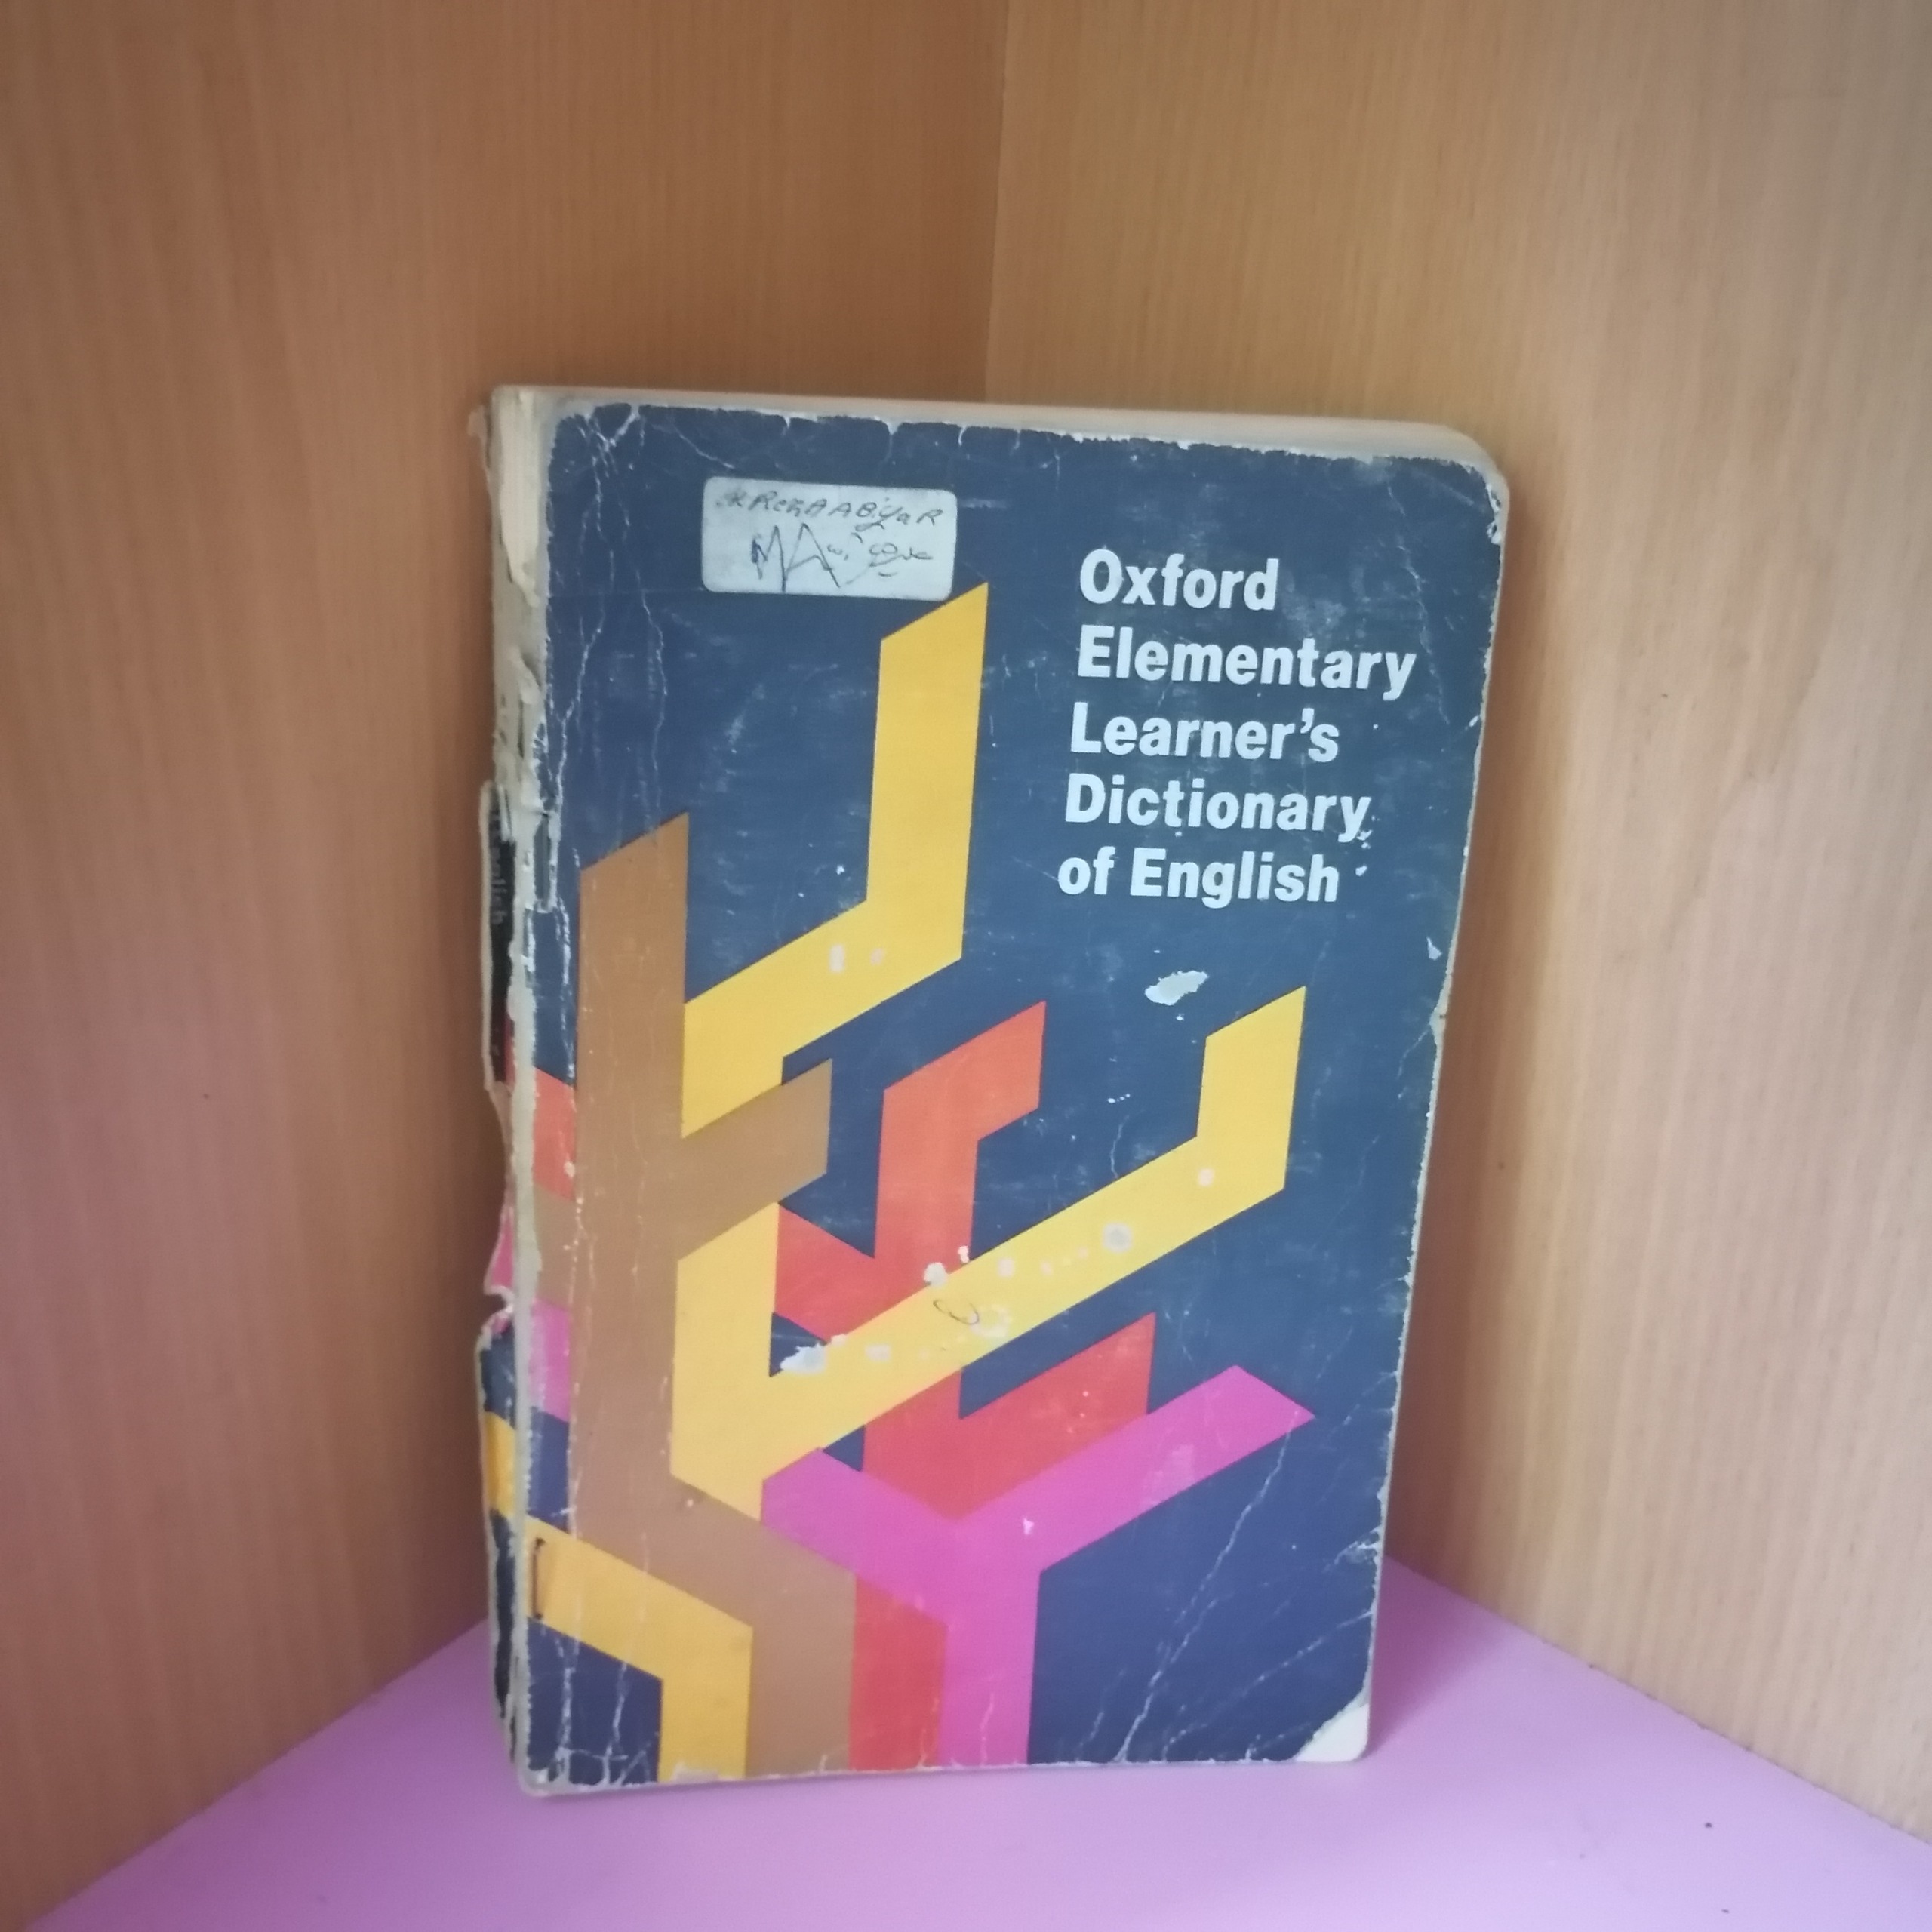 Oxford
Elementary
Learner's
Dictionary
of English